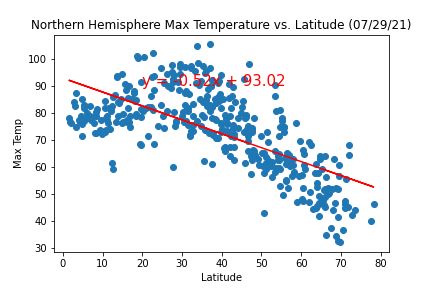 Northern Hemisphere Max Temperature vs. Latitude (07/29/21)
Max Temp
100
90
80
70
60
50
40
30
y = -0.52x + 93.02
0 10 20 30 40 50 60 70 80
Latitude